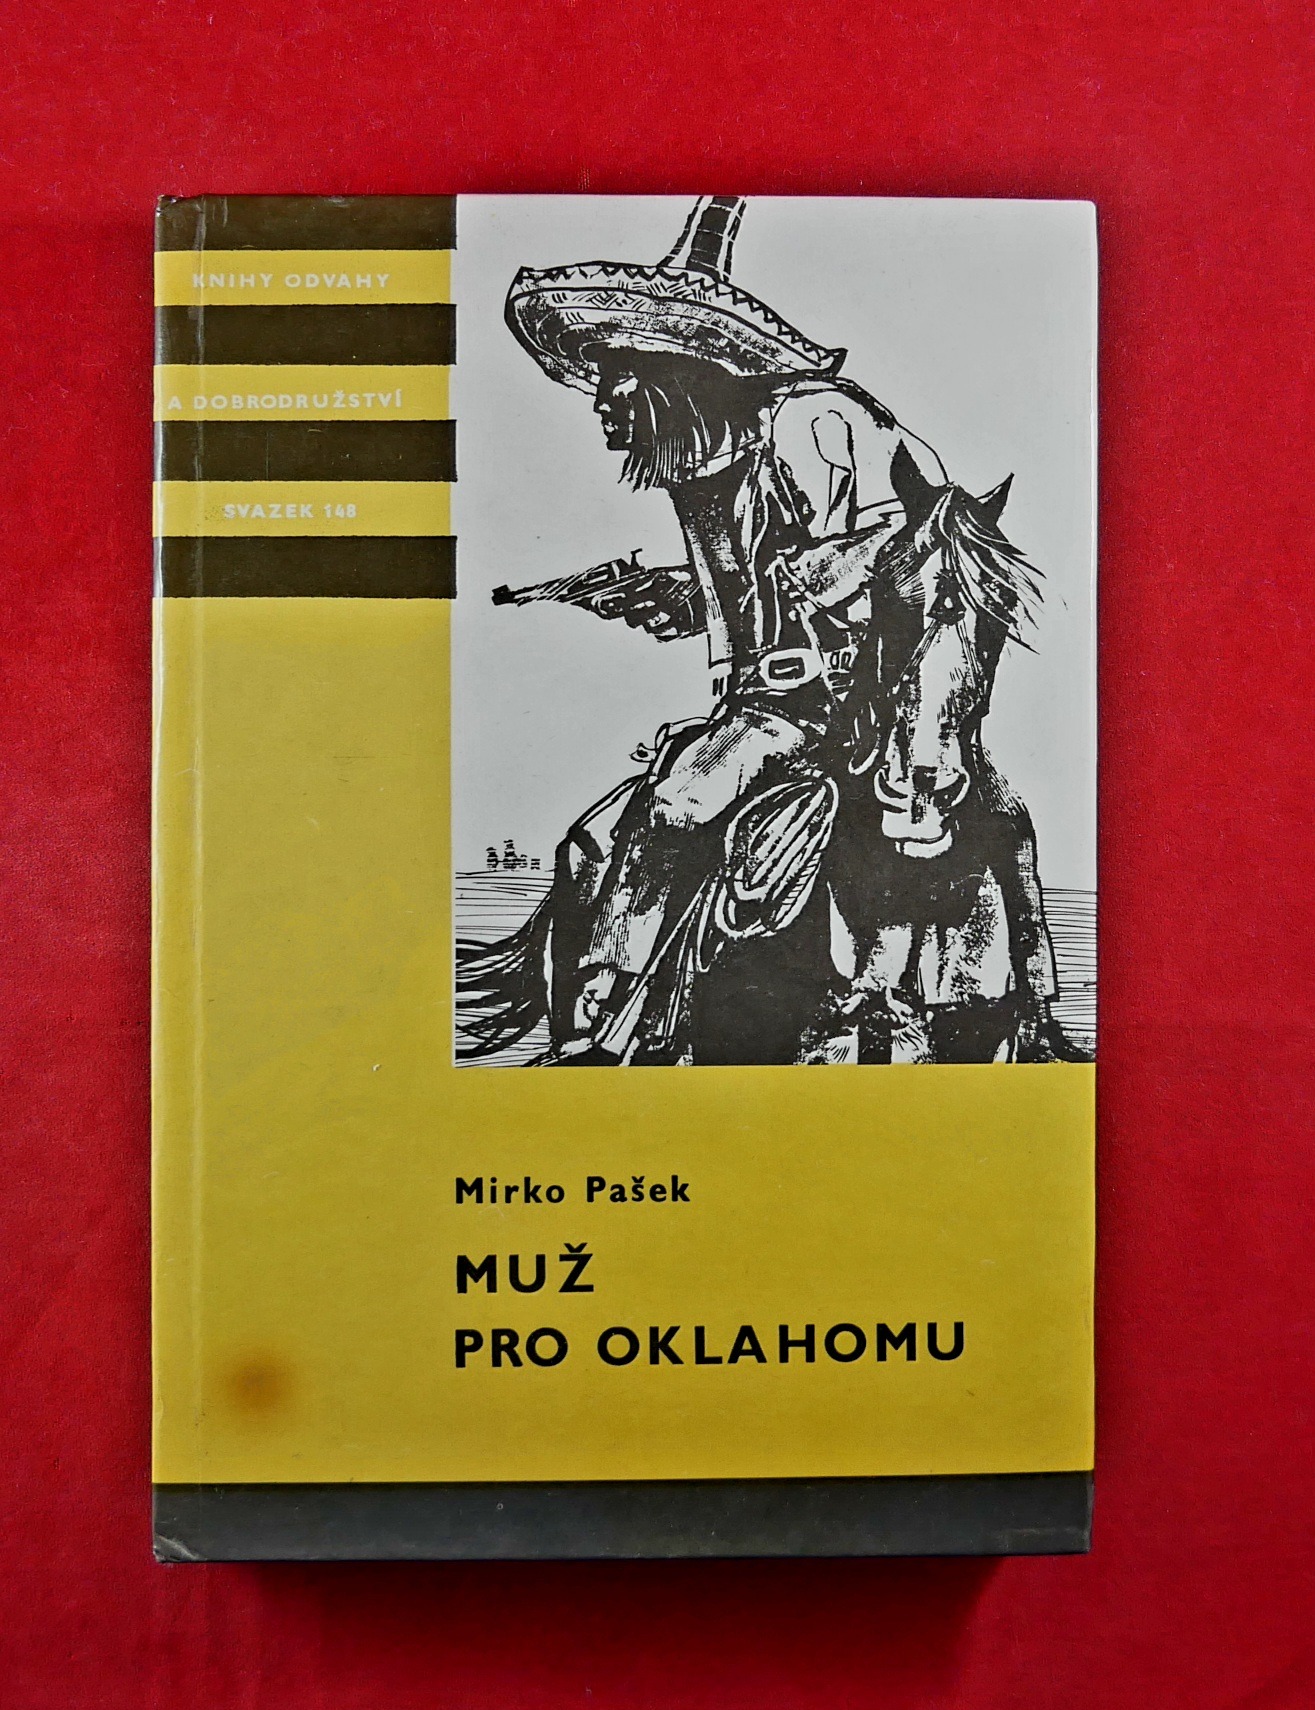 KNIHY ODVAHY
A DOBRODRUŽSTVÍ
SVAZEK 148
Mirko Pašek
MUŽ
PRO OKLAHOMU